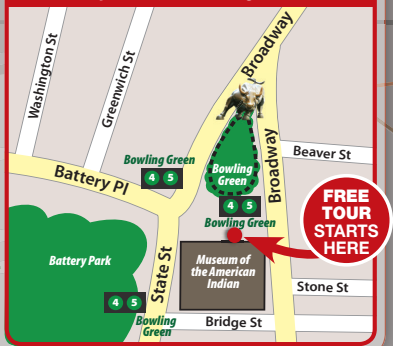 Washington St
Greenwich St
Broadway
Bowling Green
4 5
Bowling
Green
Broadway
Beaver St
Battery Pl
4 5
Bowling Green
FREE
TOUR
STARTS
HERE
Battery Park
State St
Museum of
the American
Indian
Stone St
4 5
Bowling
Green
Bridge St